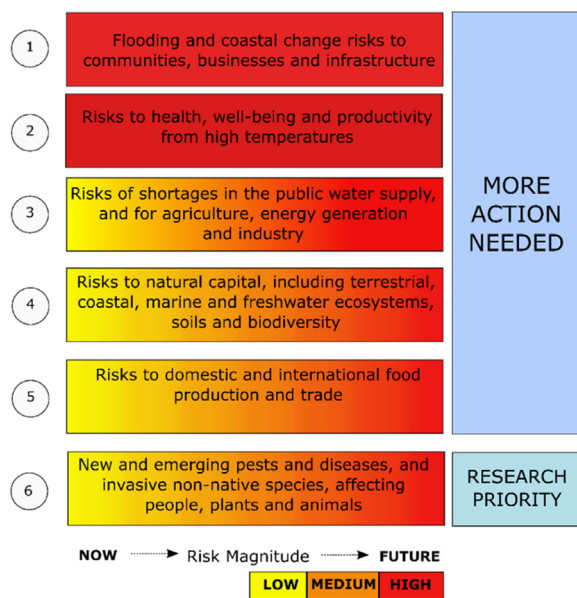 1
Flooding and coastal change risks to
communities, businesses and infrastructure
2
Risks to health, well-being and productivity
from high temperatures
3
Risks of shortages in the public water supply,
and for agriculture, energy generation
and industry
4
Risks to natural capital, including terrestrial,
coastal, marine and freshwater ecosystems,
soils and biodiversity
5
Risks to domestic and international food
production and trade
MORE
ACTION
NEEDED
6
New and emerging pests and diseases, and
invasive non-native species, affecting
people, plants and animals
RESEARCH
PRIORITY
NOW Risk Magnitude FUTURE
LOW MEDIUM HIGH